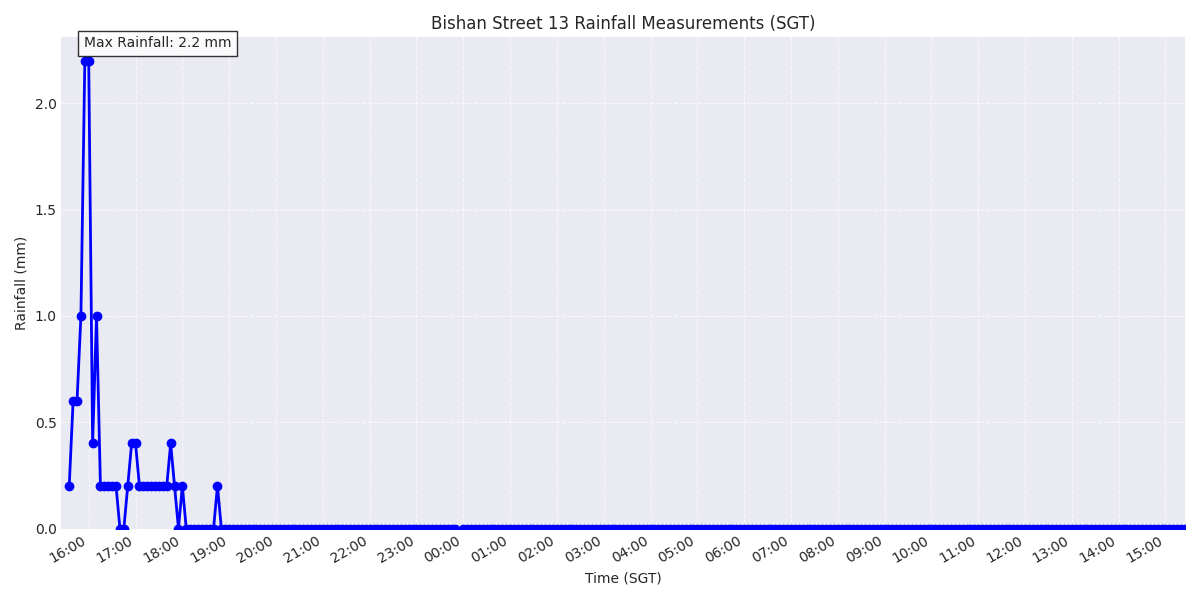 Bishan Street 13 Rainfall Measurements (SGT)
Max Rainfall: 2.2 mm
2.0
1.5
1.0
0.5
0.0
Rainfall (mm)
16:00 17:00 18:00 19:00 20:00 21:00 22:00 23:00 00:00 01:00 02:00 03:00 04:00 05:00 06:00 07:00 08:00 09:00 10:00 11:00 12:00 13:00 14:00 15:00
Time (SGT)